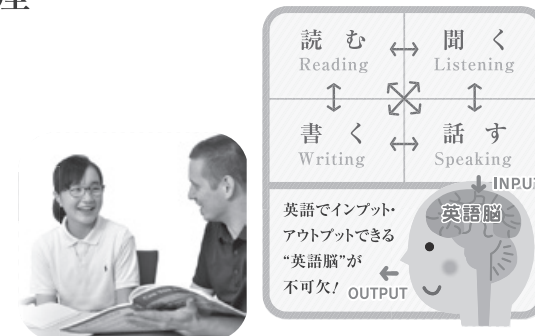 読む
Reading
聞く
Listening
書く
Writing
話す
Speaking
英語でインプット・
アウトプットできる
“英語脳”が
不可欠!
英語脳
OUTPUT